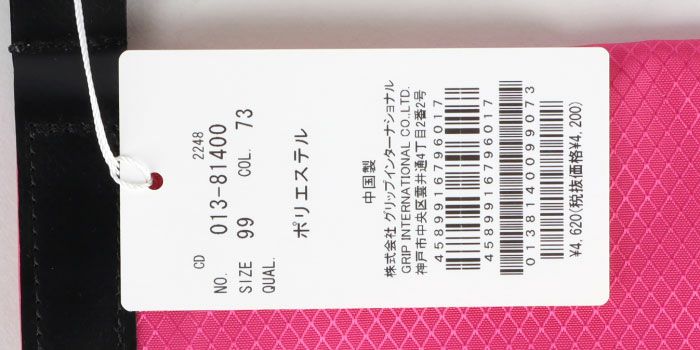 CD 2248
NO. 013-81400
SIZE 99 COL. 73
QUAL.
ポリエステル
中国製
株式会社 グリップインターナショナル
GRIP INTERNATIONAL CO.,LTD.
神戸市中央区雲井通4丁目2番2号
4589916796017
4589916796017
0138140099073
¥4,620(税抜価格¥4,200)